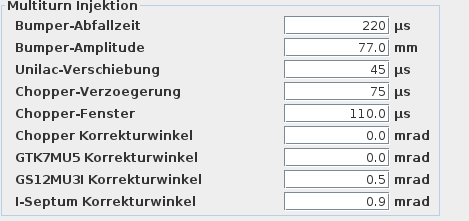 Multiturn Injektion
Bumper-Abfallzeit 220 µs
Bumper-Amplitude 77.0 mm
Unilac-Verschiebung 45 µs
Chopper-Verzoegerung 75 µs
Chopper-Fenster 110.0 µs
Chopper Korrekturwinkel 0.0 mrad
GTK7MU5 Korrekturwinkel 0.0 mrad
GS12MU3I Korrekturwinkel 0.5 mrad
I-Septum Korrekturwinkel 0.9 mrad